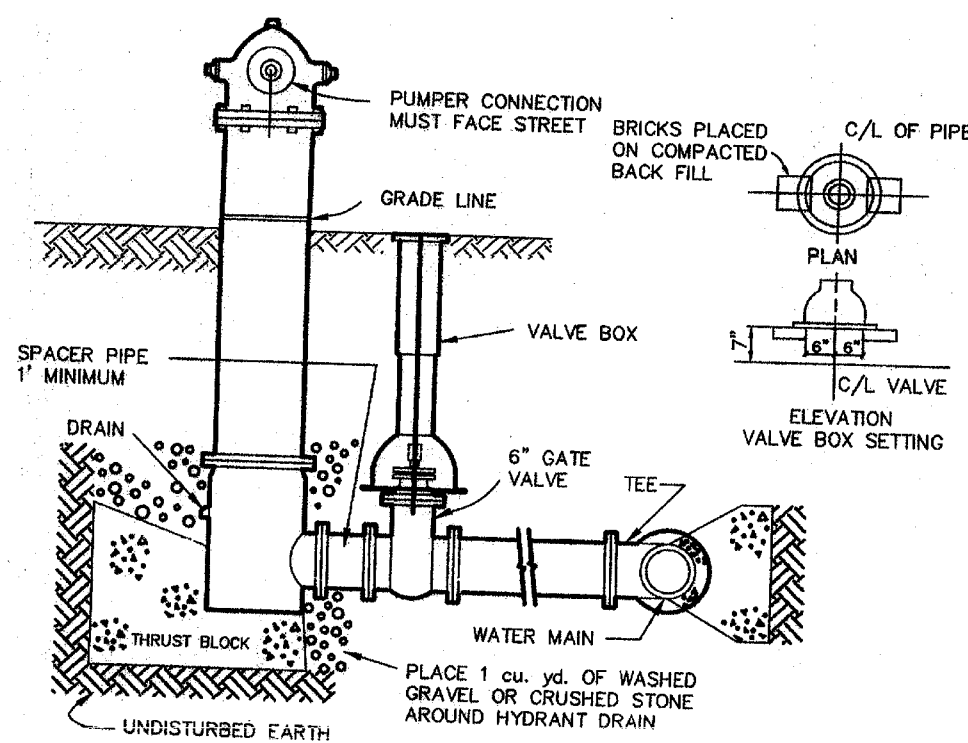 PUMPER CONNECTION
MUST FACE STREET
BRICKS PLACED
ON COMPACTED
BACK FILL
C/L OF PIPE
GRADE LINE
PLAN
VALVE BOX
SPACER PIPE
1' MINIMUM
7"
6" 6"
C/L VALVE
ELEVATION
VALVE BOX SETTING
DRAIN
6" GATE
VALVE
TEE
THRUST BLOCK
WATER MAIN
PLACE 1 cu. yd. OF WASHED
GRAVEL OR CRUSHED STONE
AROUND HYDRANT DRAIN
UNDISTURBED EARTH